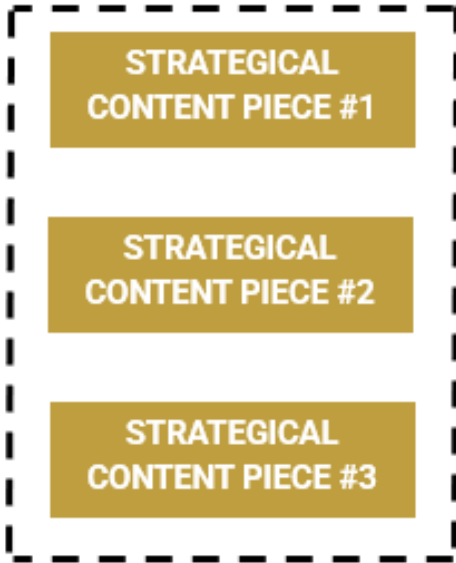 STRATEGICAL
CONTENT PIECE #1
STRATEGICAL
CONTENT PIECE #2
STRATEGICAL
CONTENT PIECE #3